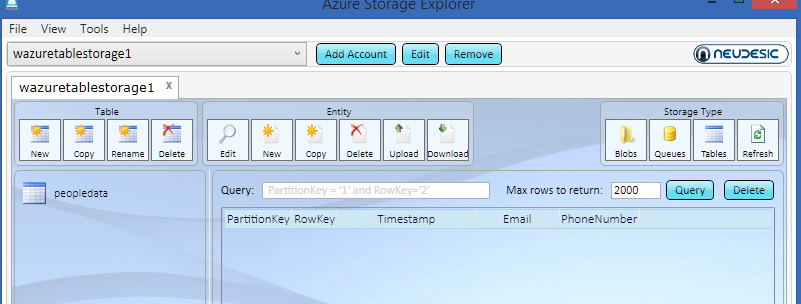 Azure Storage Explorer
File View Tools Help
wazuretablestorage1 Add Account Edit Remove NEUDESIC
wazuretablestorage1 x
Table Entity Storage Type
New Copy Rename Delete Edit New Copy Delete Upload Download Blobs Queues Tables Refresh
peopledata Query: PartitionKey = '1' and RowKey='2' Max rows to return: 2000 Query Delete
PartitionKey RowKey Timestamp Email PhoneNumber